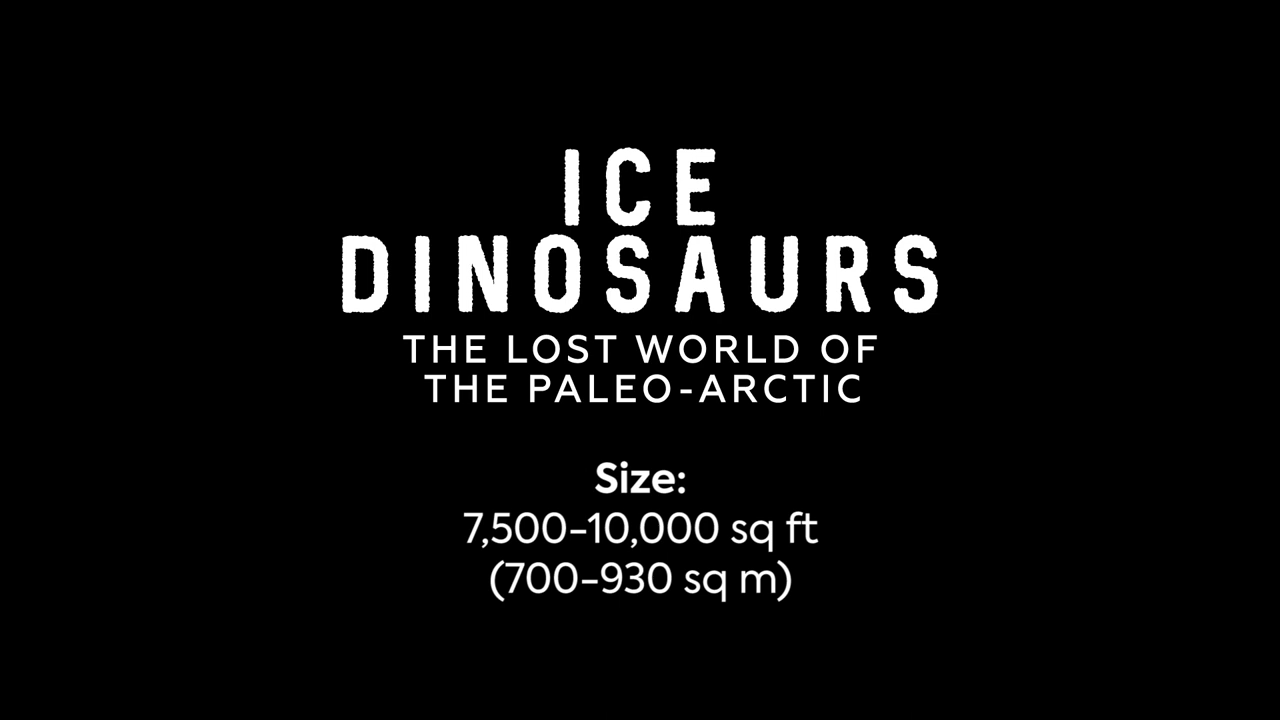 ICE
DINOSAURS
THE LOST WORLD OF
THE PALEO-ARCTIC
Size:
7,500–10,000 sq ft
(700–930 sq m)